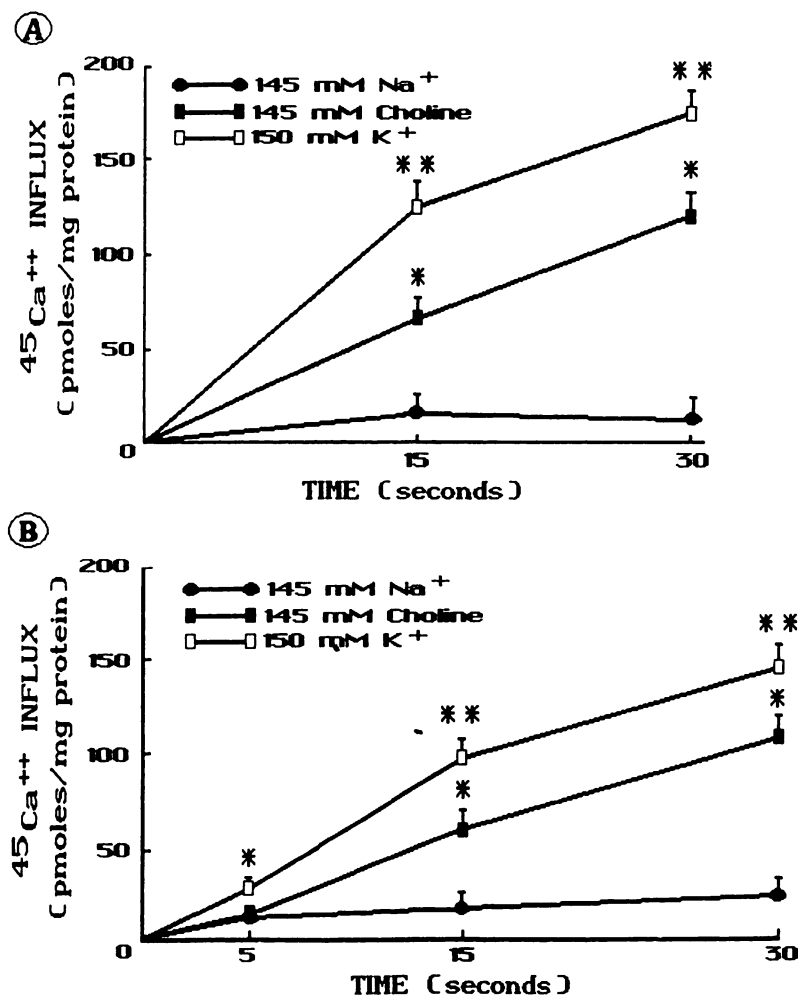 A
200
145 mM Na+
145 mM Choline
150 mM K+
** **
150
*
100
*
50
0
15
30
45Ca++ INFLUX
(pmoles/mg protein)
TIME (seconds)
B
200
145 mM Na+
145 mM Choline
150 mM K+
**
150
*
**
100
*
50
*
0
5
15
30
45Ca++ INFLUX
(pmoles/mg protein)
TIME (seconds)